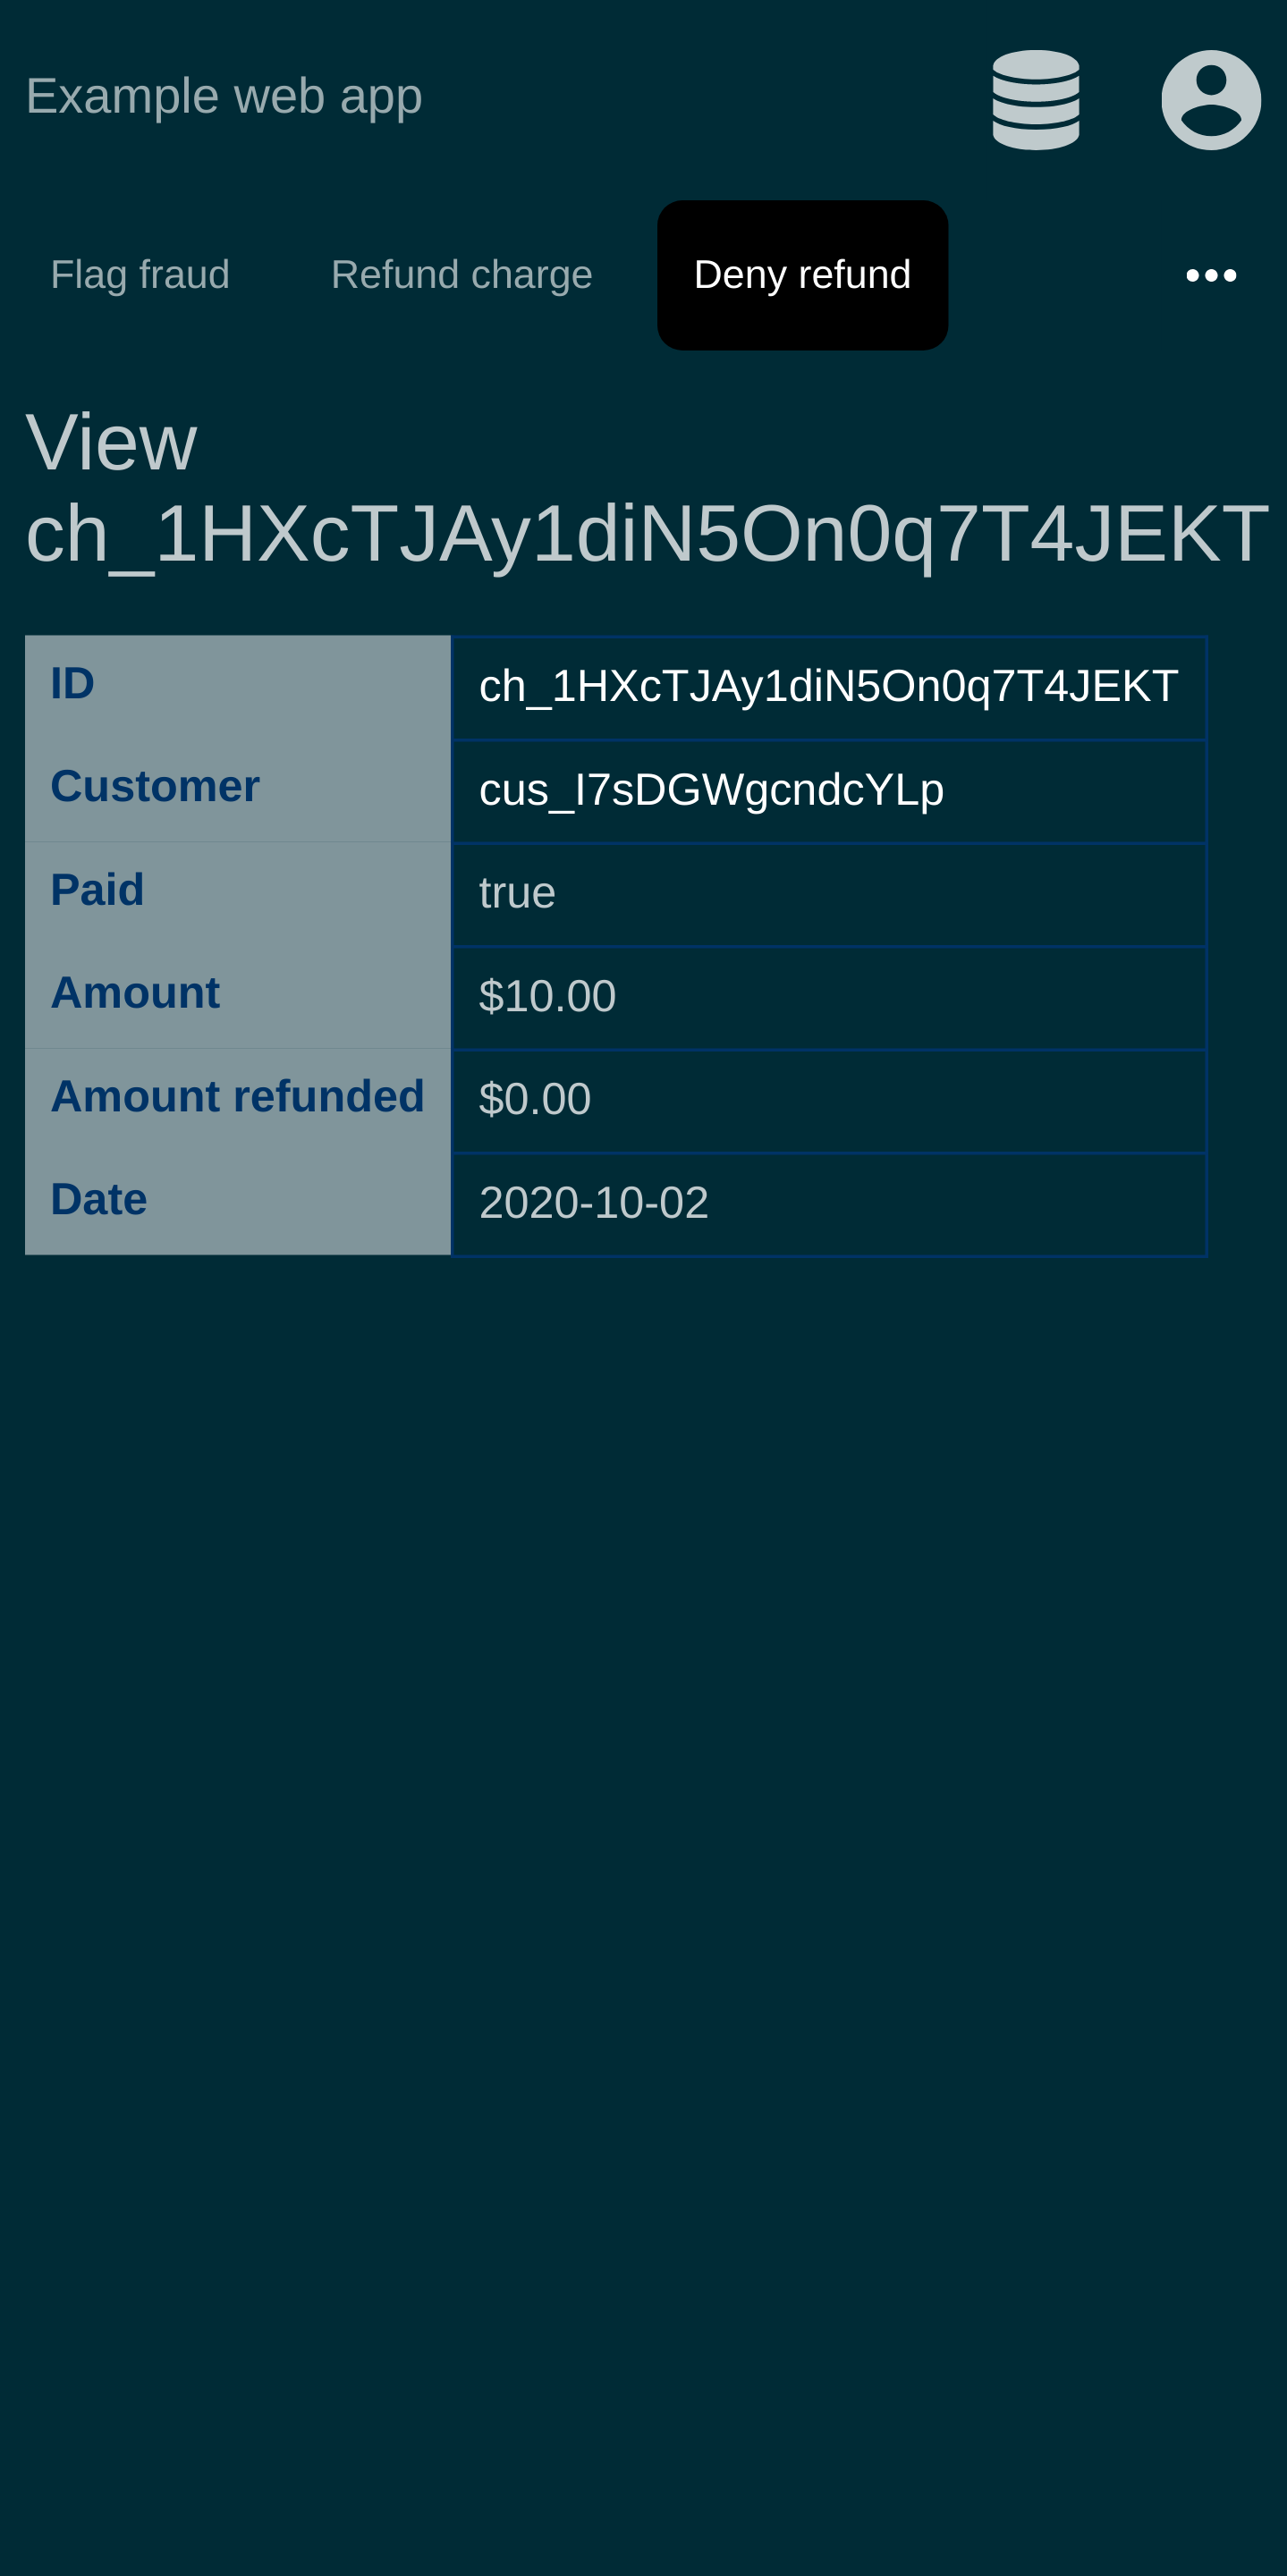 Example web app
Flag fraud Refund charge Deny refund
View
ch_1HXcTJAy1diN5On0q7T4JEKT
ID ch_1HXcTJAy1diN5On0q7T4JEKT
Customer cus_I7sDGWgcndcYLp
Paid true
Amount $10.00
Amount refunded $0.00
Date 2020-10-02